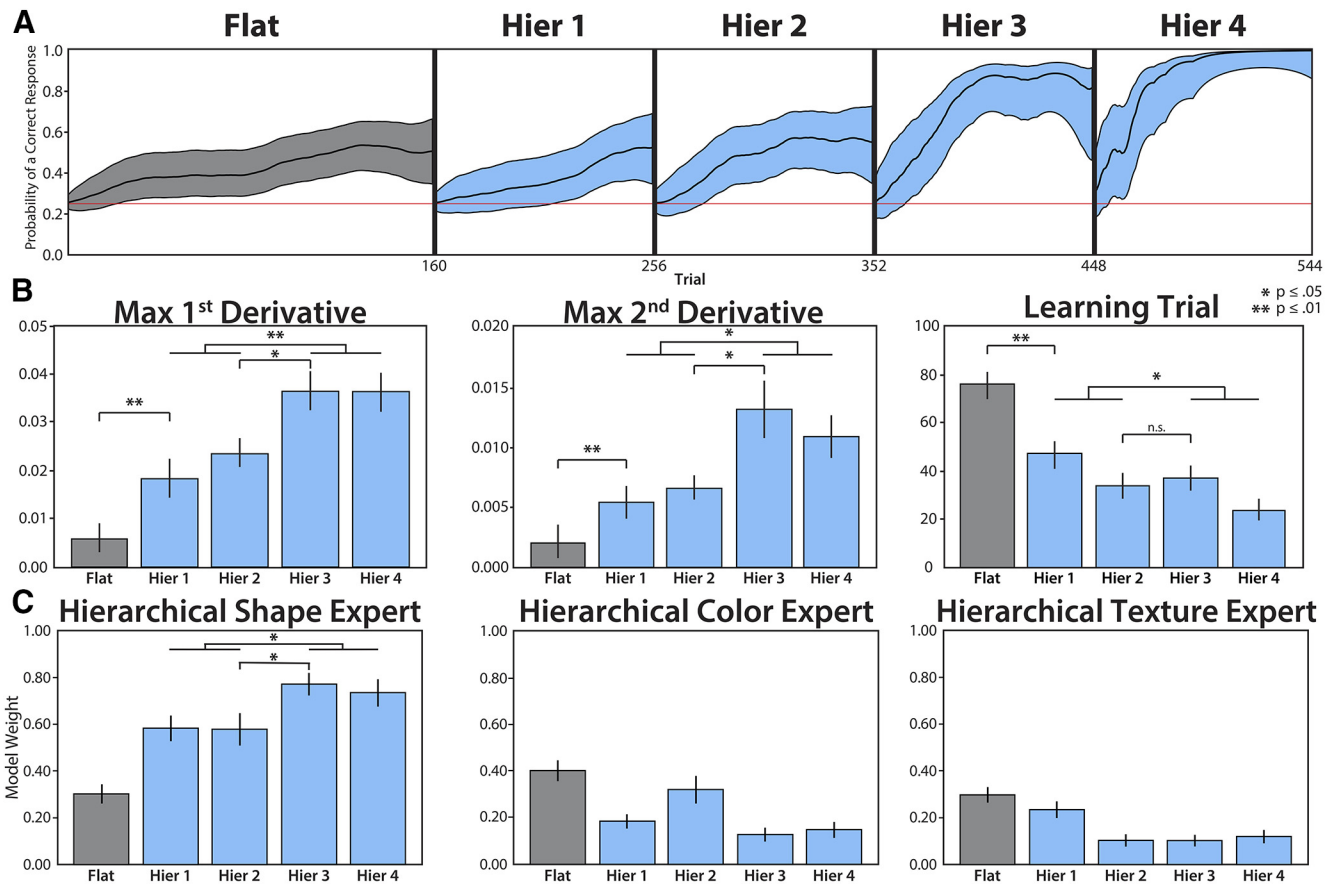 A
Flat Hier 1 Hier 2 Hier 3 Hier 4
Probability of a Correct Response
1.0
0.8
0.6
0.4
0.2
0.0
160 256 352 448 544
Trial
B
* p ≤ .05
** p ≤ .01
Max 1st Derivative
0.05
0.04
0.03
0.02
0.01
0.00
** * **
Flat Hier 1 Hier 2 Hier 3 Hier 4
Max 2nd Derivative
0.020
0.015
0.010
0.005
0.000
** * *
Flat Hier 1 Hier 2 Hier 3 Hier 4
Learning Trial
100
80
60
40
20
0
** * n.s.
Flat Hier 1 Hier 2 Hier 3 Hier 4
C
Hierarchical Shape Expert
Model Weight
1.00
0.80
0.60
0.40
0.20
0.00
* *
Flat Hier 1 Hier 2 Hier 3 Hier 4
Hierarchical Color Expert
1.00
0.80
0.60
0.40
0.20
0.00
Flat Hier 1 Hier 2 Hier 3 Hier 4
Hierarchical Texture Expert
1.00
0.80
0.60
0.40
0.20
0.00
Flat Hier 1 Hier 2 Hier 3 Hier 4